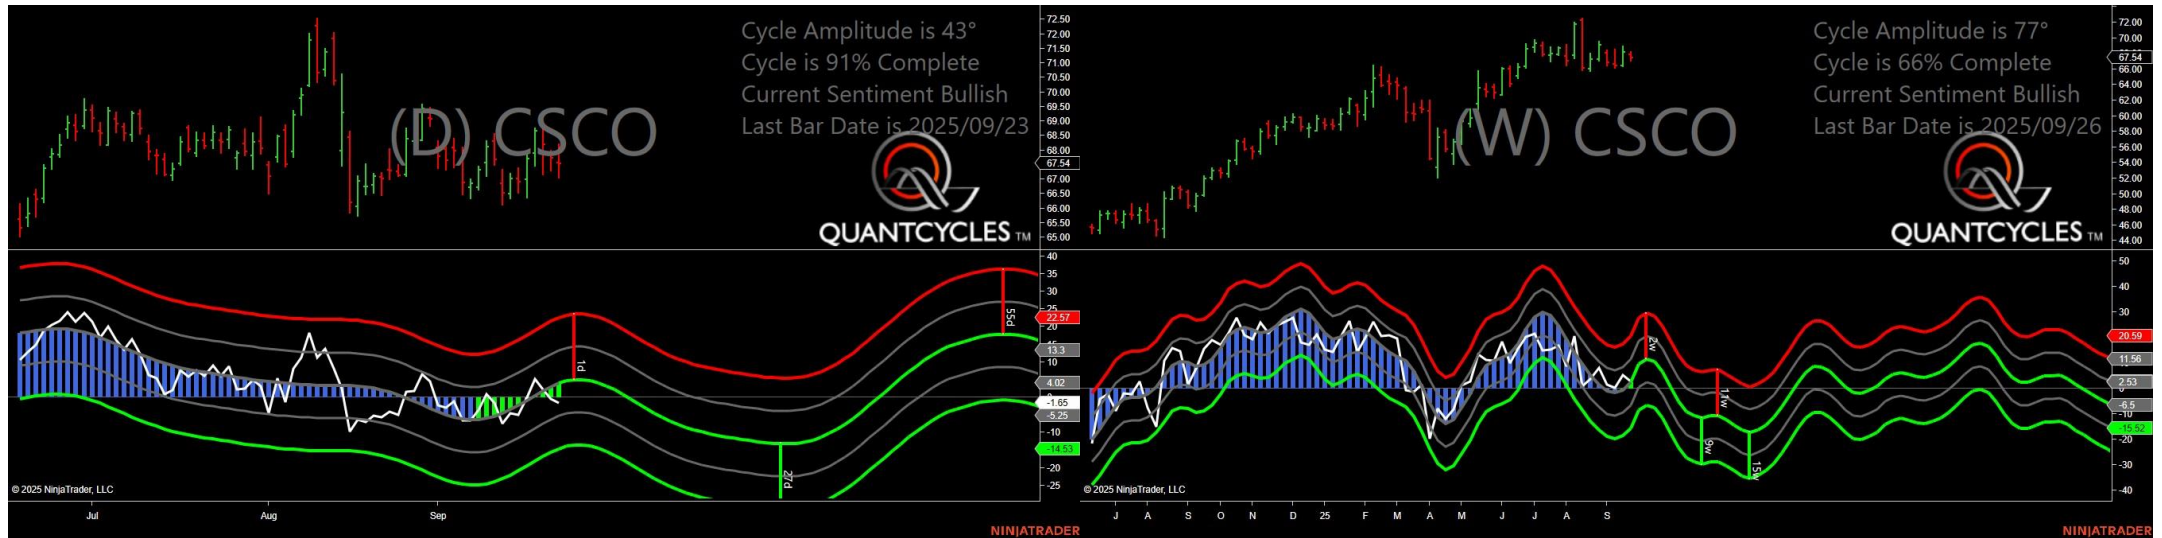 Cycle Amplitude is 43°
Cycle is 91% Complete
Current Sentiment Bullish
Last Bar Date is 2025/09/23
(D) CSCO
QUANTCYCLES TM
72.50
72.00
71.50
71.00
70.50
70.00
69.50
69.00
68.50
68.00
67.54
67.00
66.50
66.00
65.50
65.00
40
35
30
25
22.57
20
15
13.3
10
4.02
-1.65
-5.25
-10
-14.53
-20
-25
1d
27d
55d
© 2025 NinjaTrader, LLC
Jul
Aug
Sep
NINJATRADER
Cycle Amplitude is 77°
Cycle is 66% Complete
Current Sentiment Bullish
Last Bar Date is 2025/09/26
(W) CSCO
QUANTCYCLES TM
72.00
70.00
67.54
66.00
64.00
62.00
60.00
58.00
56.00
54.00
52.00
50.00
48.00
46.00
44.00
50
40
30
20.59
11.56
2.53
-6.5
-10
-15.52
-20
-30
-40
2w
11w
9w
15w
© 2025 NinjaTrader, LLC
J
A
S
O
N
D
25
F
M
A
M
J
J
A
S
NINJATRADER